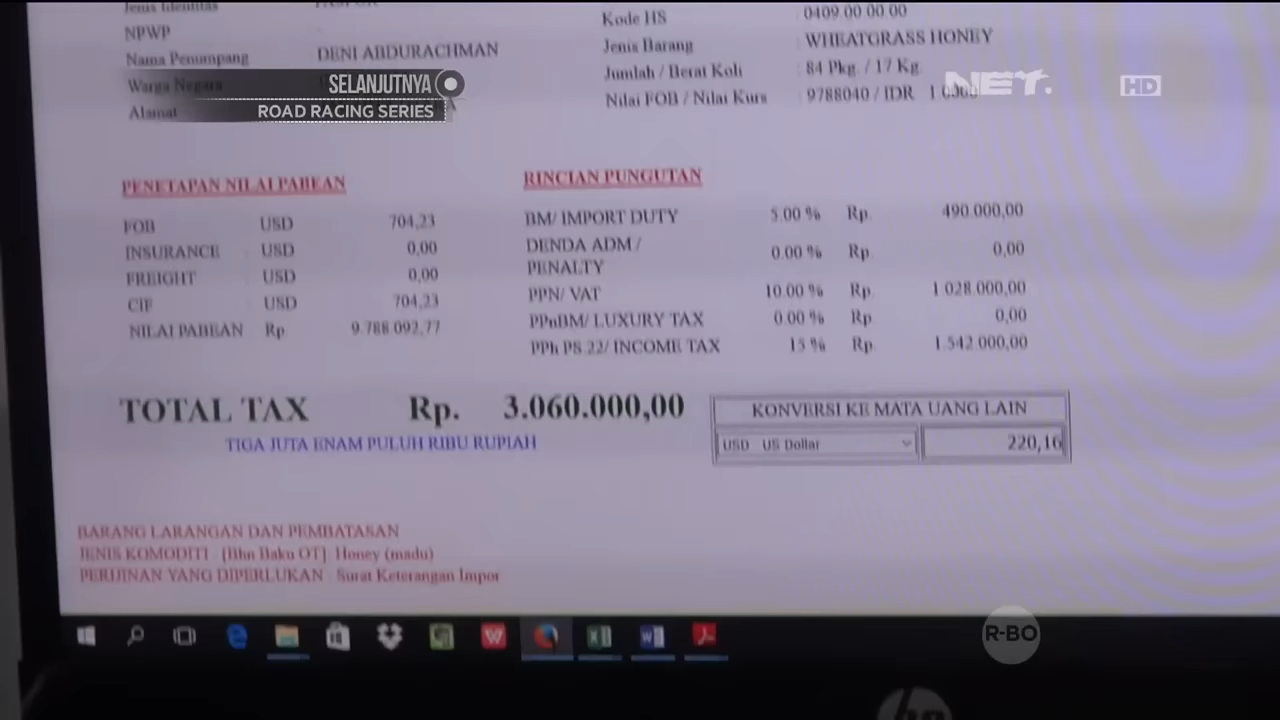 Jenis Identitas
NPWP
Nama Penumpang DENI ABDURACHMAN
Warga Negara
Alamat
Kode HS 0409 00 00 00
Jenis Barang WHEATGRASS HONEY
Jumlah / Berat Koli : 84 Pkg / 17 Kg
Nilai FOB / Nilai Kurs : 9788040 / IDR
SELANJUTNYA
ROAD RACING SERIES
NET.
HD
PENETAPAN NILAI PABEAN
FOB USD 704,23
INSURANCE USD 0,00
FREIGHT USD 0,00
CIF USD 704,23
NILAI PABEAN Rp 9.788.092,77
RINCIAN PUNGUTAN
BM/ IMPORT DUTY 5.00 % Rp. 490.000,00
DENDA ADM /
PENALTY 0.00 % Rp. 0,00
PPN/ VAT 10.00 % Rp. 1.028.000,00
PPnBM/ LUXURY TAX 0.00 % Rp. 0,00
PPh PS.22/ INCOME TAX 15 % Rp. 1.542.000,00
TOTAL TAX Rp. 3.060.000,00
TIGA JUTA ENAM PULUH RIBU RUPIAH
KONVERSI KE MATA UANG LAIN
USD US Dollar 220,16
BARANG LARANGAN DAN PEMBATASAN
JENIS KOMODITI : [Bhn Baku OT]: Honey (madu)
PERIJINAN YANG DIPERLUKAN : Surat Keterangan Impor
R-BO
hp